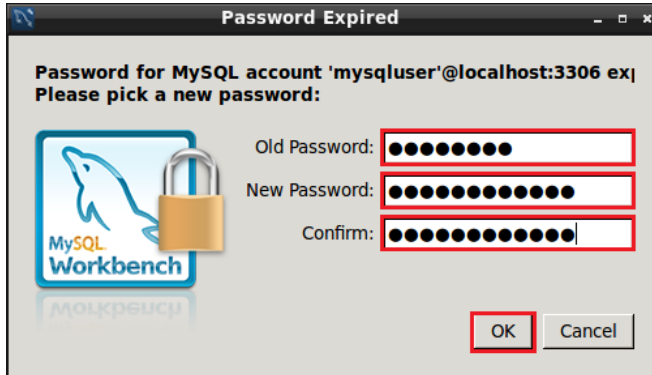 Password Expired
Password for MySQL account 'mysqluser'@localhost:3306
Please pick a new password:
Old Password: ●●●●●●●●
New Password: ●●●●●●●●●●●●
Confirm: ●●●●●●●●●●●●
MySQL
Workbench
OK Cancel